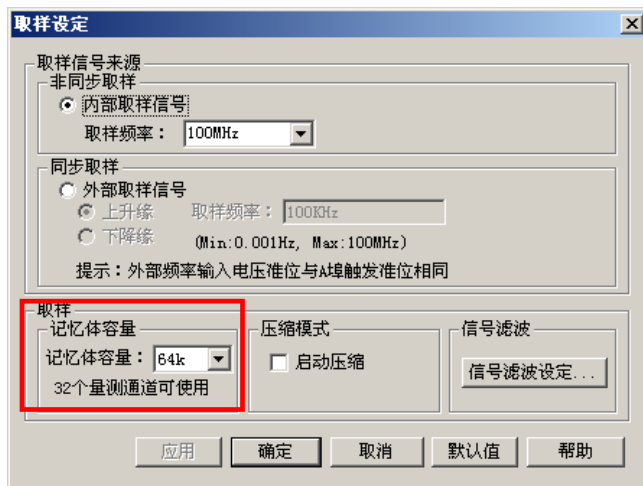 取样设定
取样信号来源
非同步取样
内部取样信号
取样频率： 100MHz
同步取样
外部取样信号
上升缘 取样频率： 100KHz
下降缘 (Min:0.001Hz, Max:100MHz)
提示：外部频率输入电压准位与A埠触发准位相同
取样
记忆体容量 压缩模式 信号滤波
记忆体容量： 64k 启动压缩 信号滤波设定...
32个量测通道可使用
应用 确定 取消 默认值 帮助